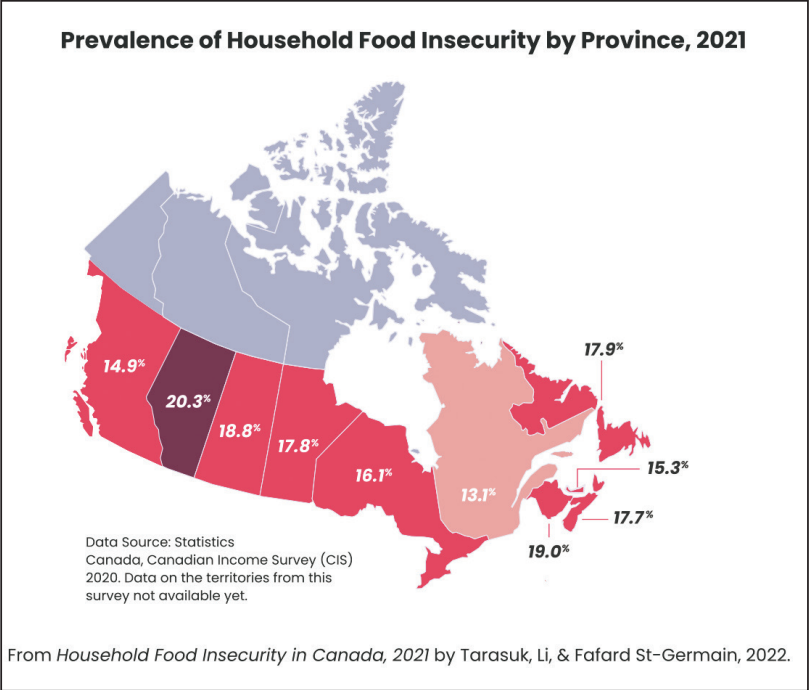 Prevalence of Household Food Insecurity by Province, 2021
17.9%
14.9%
20.3%
18.8%
17.8%
16.1%
13.1%
15.3%
17.7%
19.0%
Data Source: Statistics
Canada, Canadian Income Survey (CIS)
2020. Data on the territories from this
survey not available yet.
From Household Food Insecurity in Canada, 2021 by Tarasuk, Li, & Fafard St-Germain, 2022.